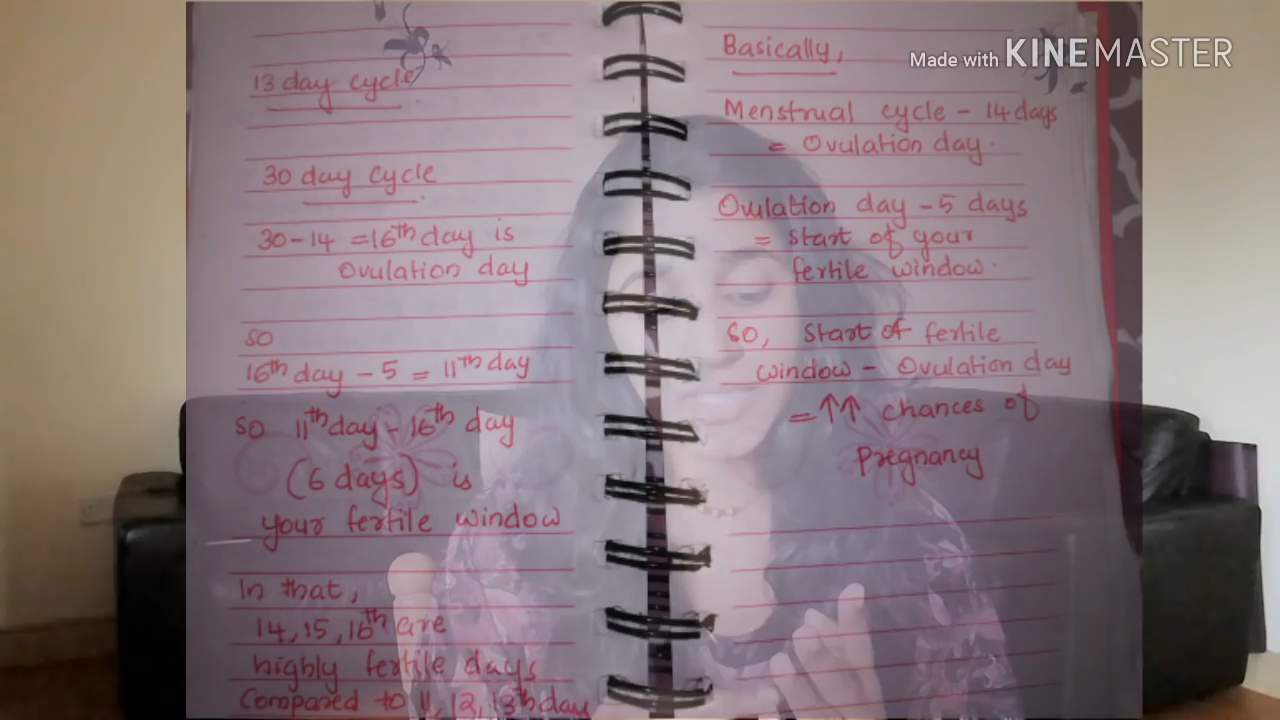 13 day cycle
30 day cycle
30-14 =16th day is
Ovulation day
so
16th day - 5 = 11th day
so 11th day - 16th day
(6 days) is
your fertile window
In that,
14, 15, 16th are
highly fertile days
Compared to 11, 12, 13th day
Basically,
Menstrual cycle - 14 days
= Ovulation day.
Ovulation day - 5 days
= start of your
fertile window.
So, Start of fertile
window - Ovulation day
= ↑↑ chances of
Pregnancy
Made with KINEMASTER